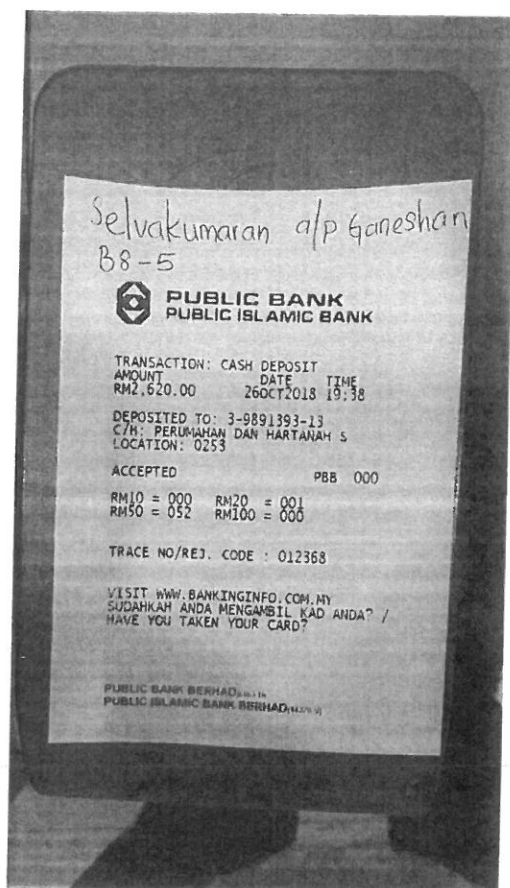 Selvakumaran a/p Ganeshan
B8-5
PUBLIC BANK
PUBLIC ISLAMIC BANK
TRANSACTION: CASH DEPOSIT
AMOUNT DATE TIME
RM2,620.00 26OCT2018 19:38
DEPOSITED TO: 3-9891393-13
C/H: PERUMAHAN DAN HARTANAH S
LOCATION: 0253
ACCEPTED PBB 000
RM10 = 000 RM20 = 001
RM50 = 052 RM100 = 000
TRACE NO/REJ. CODE : 012368
VISIT WWW.BANKINGINFO.COM.MY
SUDAHKAH ANDA MENGAMBIL KAD ANDA? /
HAVE YOU TAKEN YOUR CARD?
PUBLIC BANK BERHAD
PUBLIC ISLAMIC BANK BERHAD